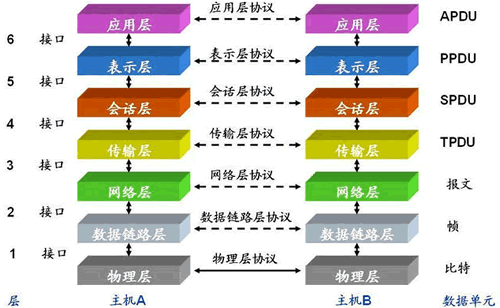 应用层 应用层协议 应用层 APDU
6 接口
表示层 表示层协议 表示层 PPDU
5 接口
会话层 会话层协议 会话层 SPDU
4 接口
传输层 传输层协议 传输层 TPDU
3 接口
网络层 网络层协议 网络层 报文
2 接口
数据链路层 数据链路层协议 数据链路层 帧
1 接口
物理层 物理层协议 物理层 比特
层 主机A 主机B 数据单元